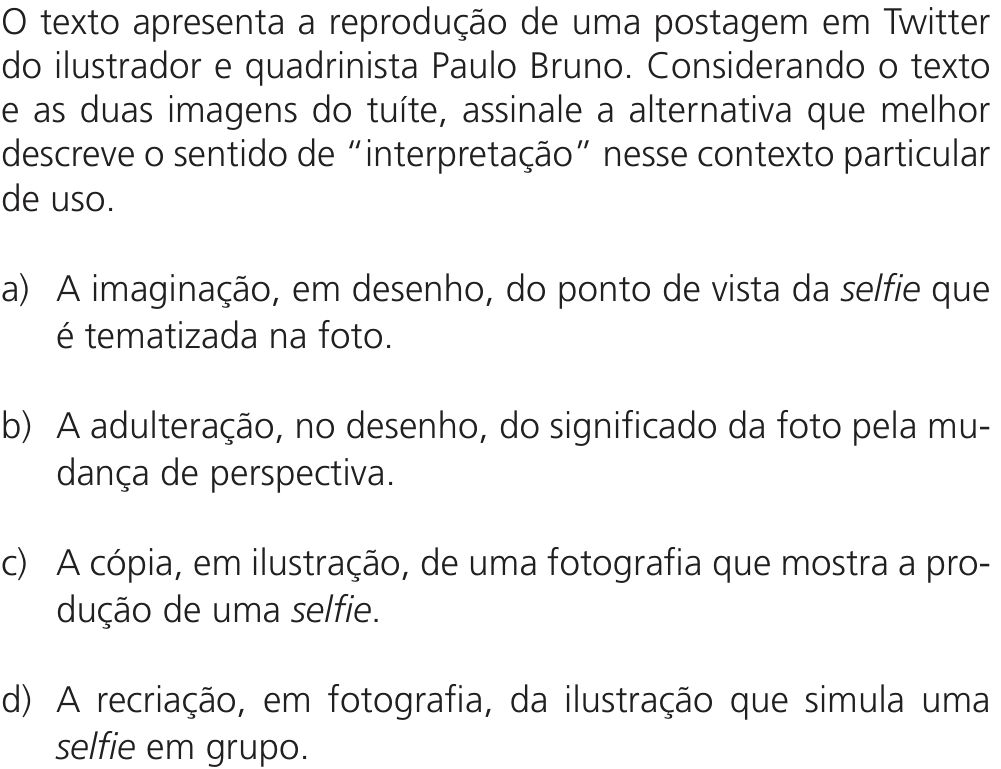 O texto apresenta a reprodução de uma postagem em Twitter
do ilustrador e quadrinista Paulo Bruno. Considerando o texto
e as duas imagens do tuíte, assinale a alternativa que melhor
descreve o sentido de “interpretação” nesse contexto particular
de uso.
a) A imaginação, em desenho, do ponto de vista da selfie que
é tematizada na foto.
b) A adulteração, no desenho, do significado da foto pela mu-
dança de perspectiva.
c) A cópia, em ilustração, de uma fotografia que mostra a pro-
dução de uma selfie.
d) A recriação, em fotografia, da ilustração que simula uma
selfie em grupo.